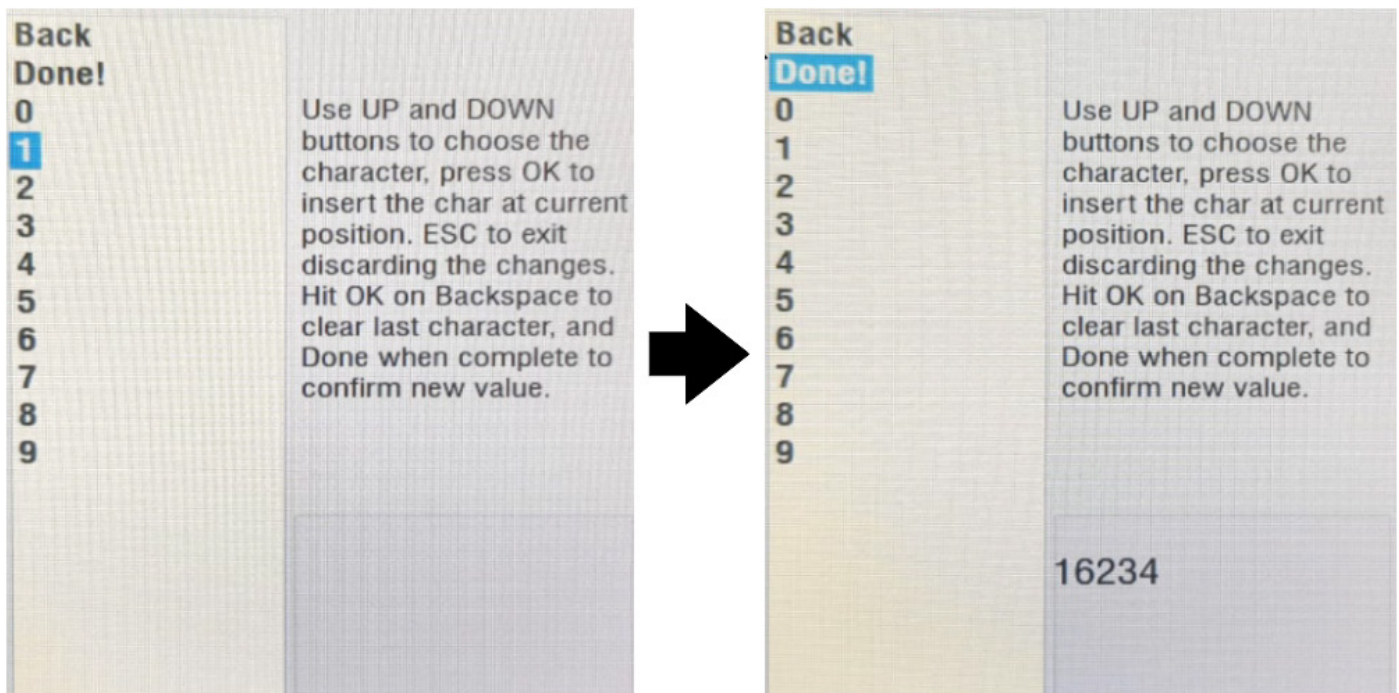 Back
Done!
0
1
2
3
4
5
6
7
8
9
Use UP and DOWN
buttons to choose the
character, press OK to
insert the char at current
position. ESC to exit
discarding the changes.
Hit OK on Backspace to
clear last character, and
Done when complete to
confirm new value.
Back
Done!
0
1
2
3
4
5
6
7
8
9
Use UP and DOWN
buttons to choose the
character, press OK to
insert the char at current
position. ESC to exit
discarding the changes.
Hit OK on Backspace to
clear last character, and
Done when complete to
confirm new value.
16234